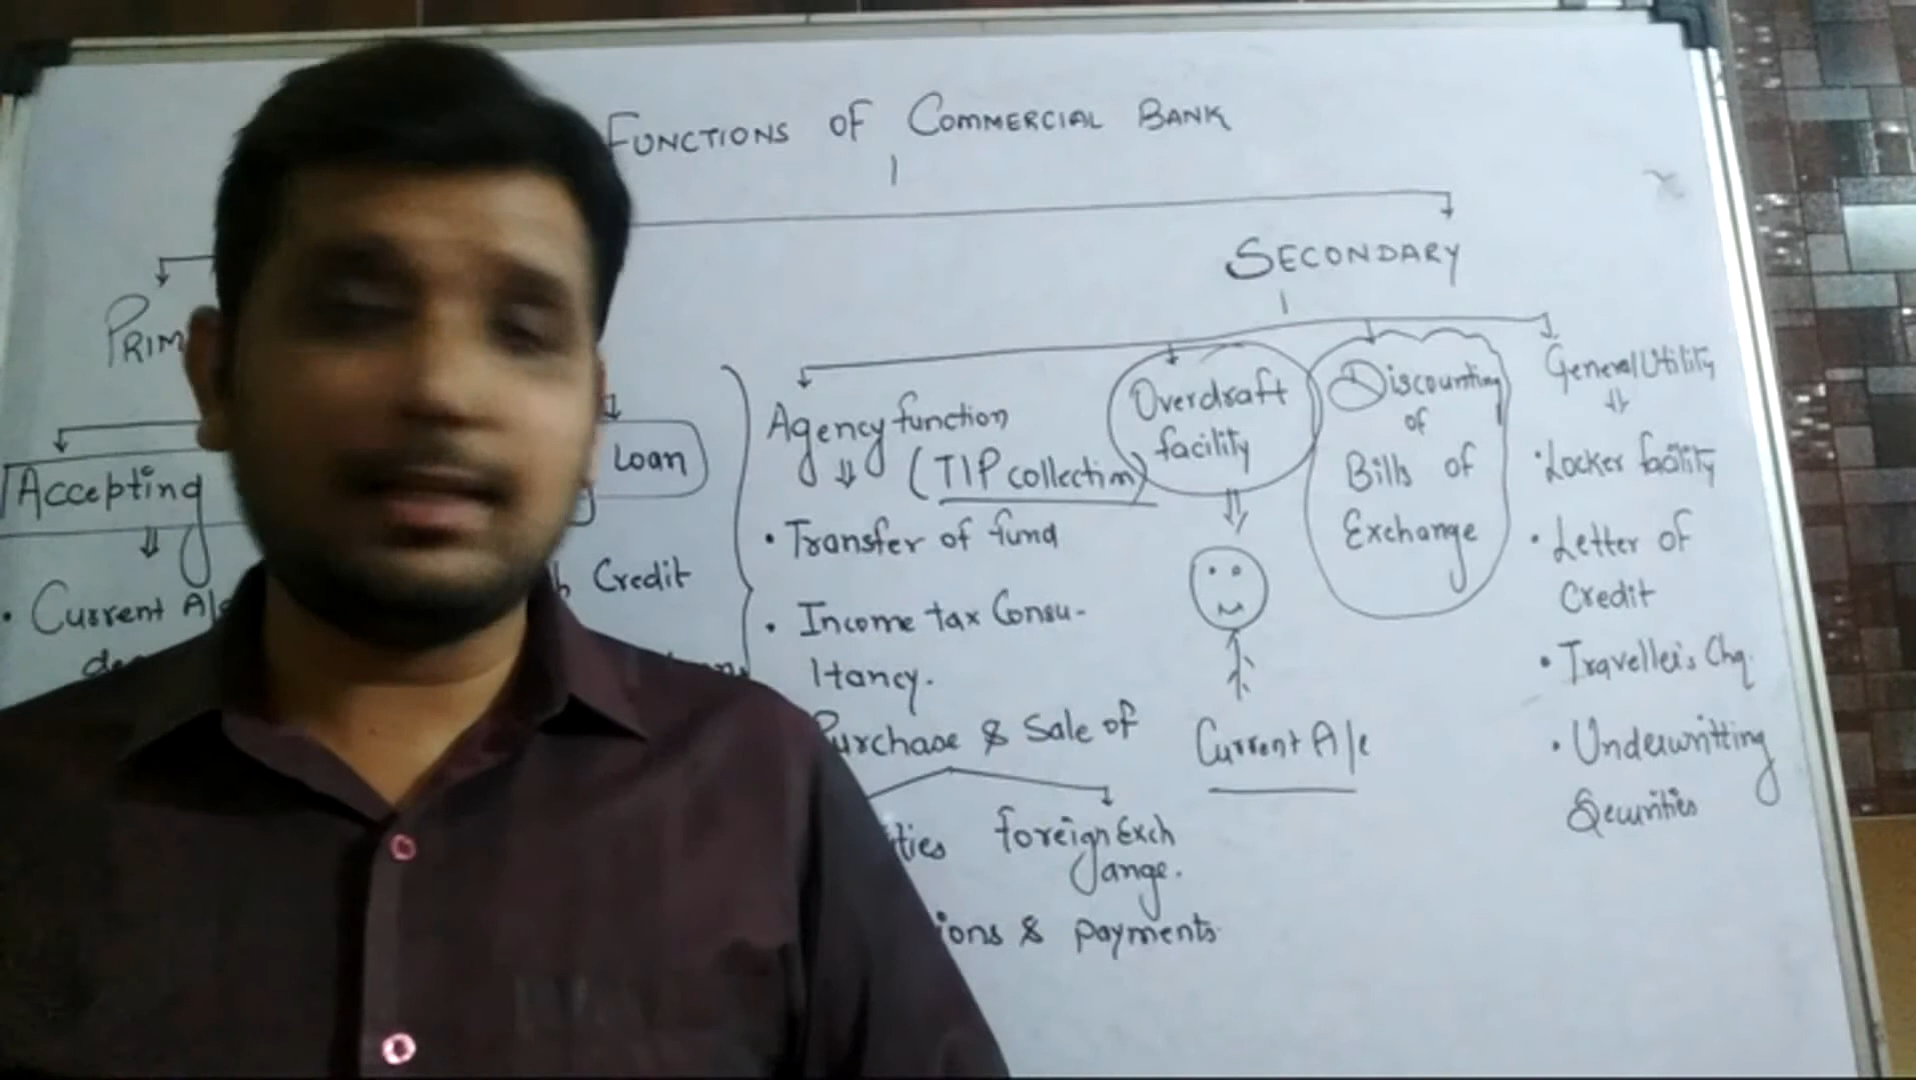 FUNCTIONS OF COMMERCIAL BANK
SECONDARY
PRIM
Accepting
Loan
Current A/c
Credit
Agency function
(TIP collection)
• Transfer of fund
• Income tax Consu-
ltancy.
Purchase & Sale of
ties foreign Exch
ange.
ions & payments
Overdraft
facility
Current A/c
Discounting
of
Bills of
Exchange
General Utility
• Locker facility
• Letter of
Credit
• Traveller's Chq.
• Underwritting
Securities